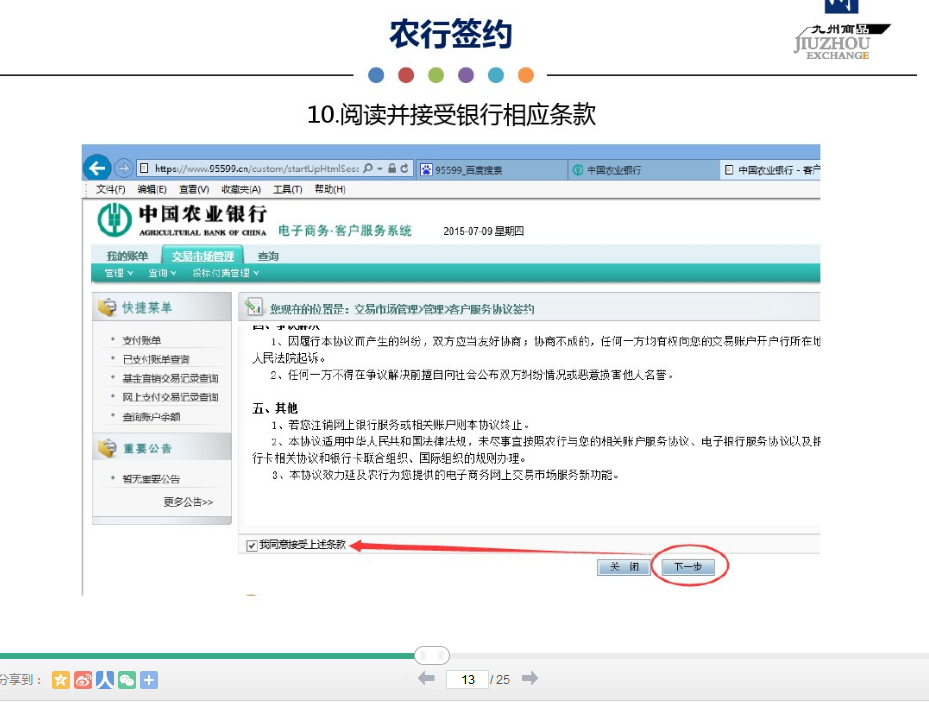 农行签约
九州商品
JIUZHOU
EXCHANGE
10.阅读并接受银行相应条款
https://www.95599.cn/custom/startUpHtmlSess
95599_百度搜索
中国农业银行
中国农业银行 - 客户
文件(F) 编辑(E) 查看(V) 收藏夹(A) 工具(T) 帮助(H)
中国农业银行
AGRICULTURAL BANK OF CHINA
电子商务·客户服务系统
2015-07-09 星期四
我的账单 交易市场管理 查询
管理 查询 投标付费管理
快捷菜单
您现在的位置是：交易市场管理>管理>客户服务协议签约
支付账单
已支付账单查询
基金直销交易记录查询
网上支付交易记录查询
查询账户余额
重要公告
暂无重要公告
更多公告>>
四、争议解决
1、因履行本协议而产生的纠纷，双方应当友好协商；协商不成的，任何一方均有权向您的交易账户开户行所在地
人民法院起诉。
2、任何一方不得在争议解决前擅自向社会公布双方纠纷情况或恶意损害他人名誉。
五、其他
1、若您注销网上银行服务或相关账户则本协议终止。
2、本协议适用中华人民共和国法律法规，未尽事宜按照农行与您的相关账户服务协议、电子银行服务协议以及银
行卡相关协议和银行卡联合组织、国际组织的规则办理。
3、本协议效力延及农行为您提供的电子商务网上交易市场服务新功能。
我同意接受上述条款
关 闭 下一步
分享到：
13 / 25